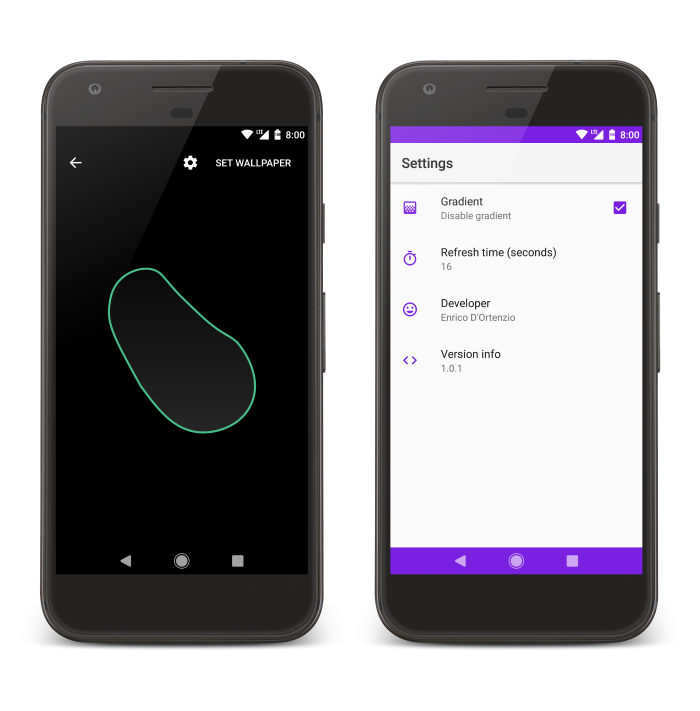 LTE 8:00
SET WALLPAPER
LTE 8:00
Settings
Gradient
Disable gradient
Refresh time (seconds)
16
Developer
Enrico D'Ortenzio
Version info
1.0.1